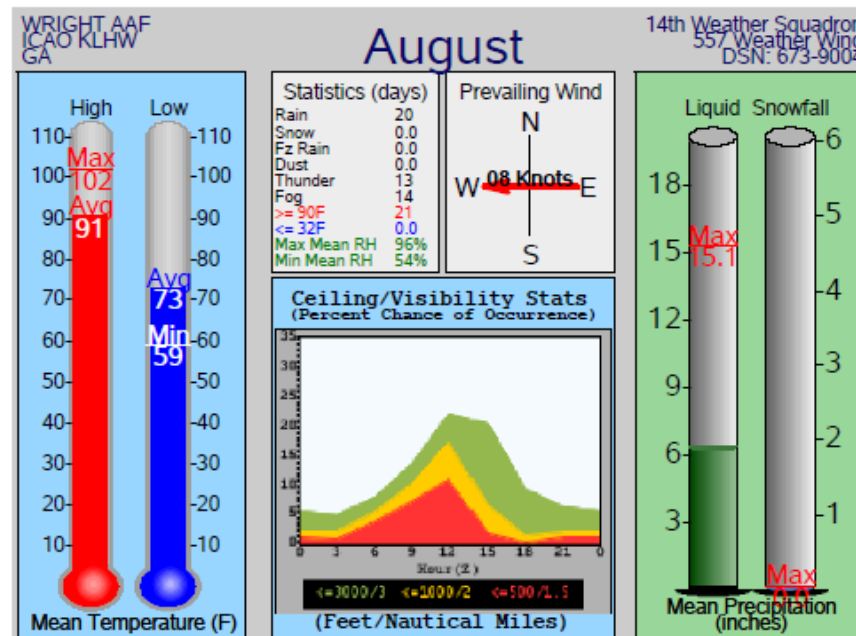 WRIGHT AAF
ICAO KLHW
GA
August
14th Weather Squadron
557 Weather Wing
DSN: 673-9004
High Low
110 110
100 100
90 90
80 80
70 70
60 60
50 50
40 40
30 30
20 20
10 10
Max
102
Avg
91
Avg
73
Min
59
Mean Temperature (F)
Statistics (days)
Rain 20
Snow 0.0
Fz Rain 0.0
Dust 0.0
Thunder 13
Fog 14
>= 90F 21
<= 32F 0.0
Max Mean RH 96%
Min Mean RH 54%
Prevailing Wind
N
W 08 Knots E
S
Ceiling/Visibility Stats
(Percent Chance of Occurrence)
35
30
25
20
15
10
5
0
0 3 6 9 12 15 18 21 0
Hour(Z)
<=3000/3 <=1000/2 <=500/1.5
(Feet/Nautical Miles)
Liquid Snowfall
18
15
12
9
6
3
Max
15.1
6
5
4
3
2
1
Max
0.0
Mean Precipitation
(inches)